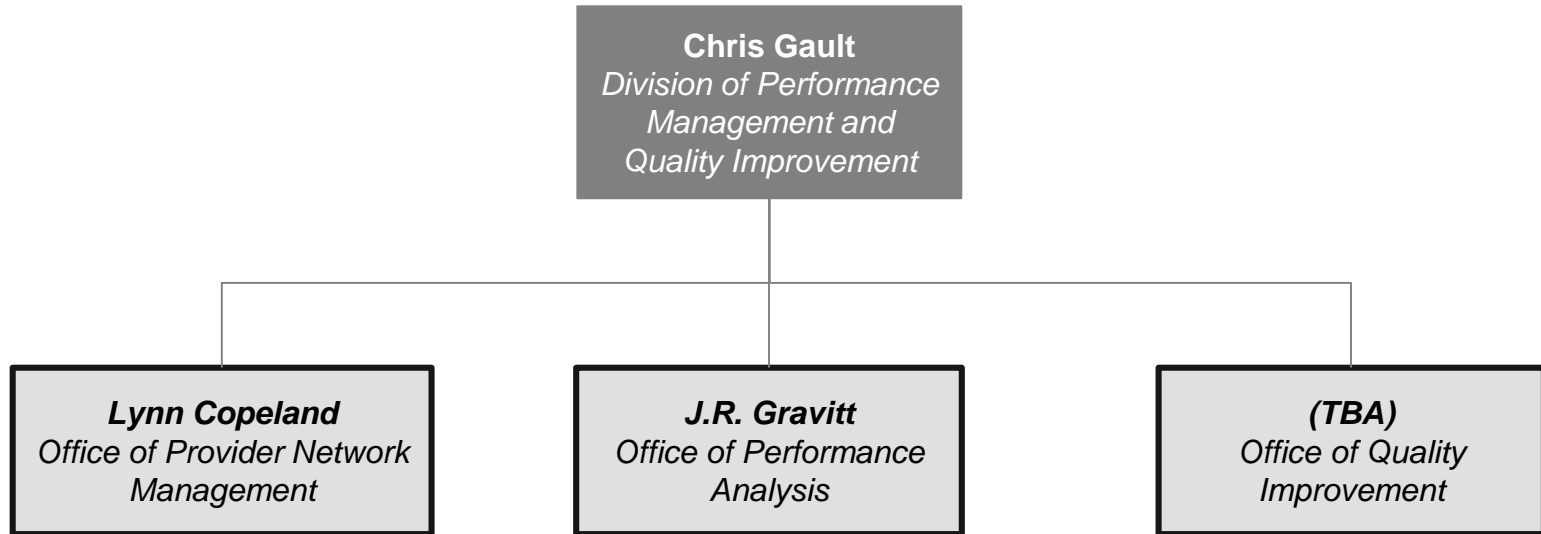 Chris Gault
Division of Performance
Management and
Quality Improvement
Lynn Copeland
Office of Provider Network
Management
J.R. Gravitt
Office of Performance
Analysis
(TBA)
Office of Quality
Improvement